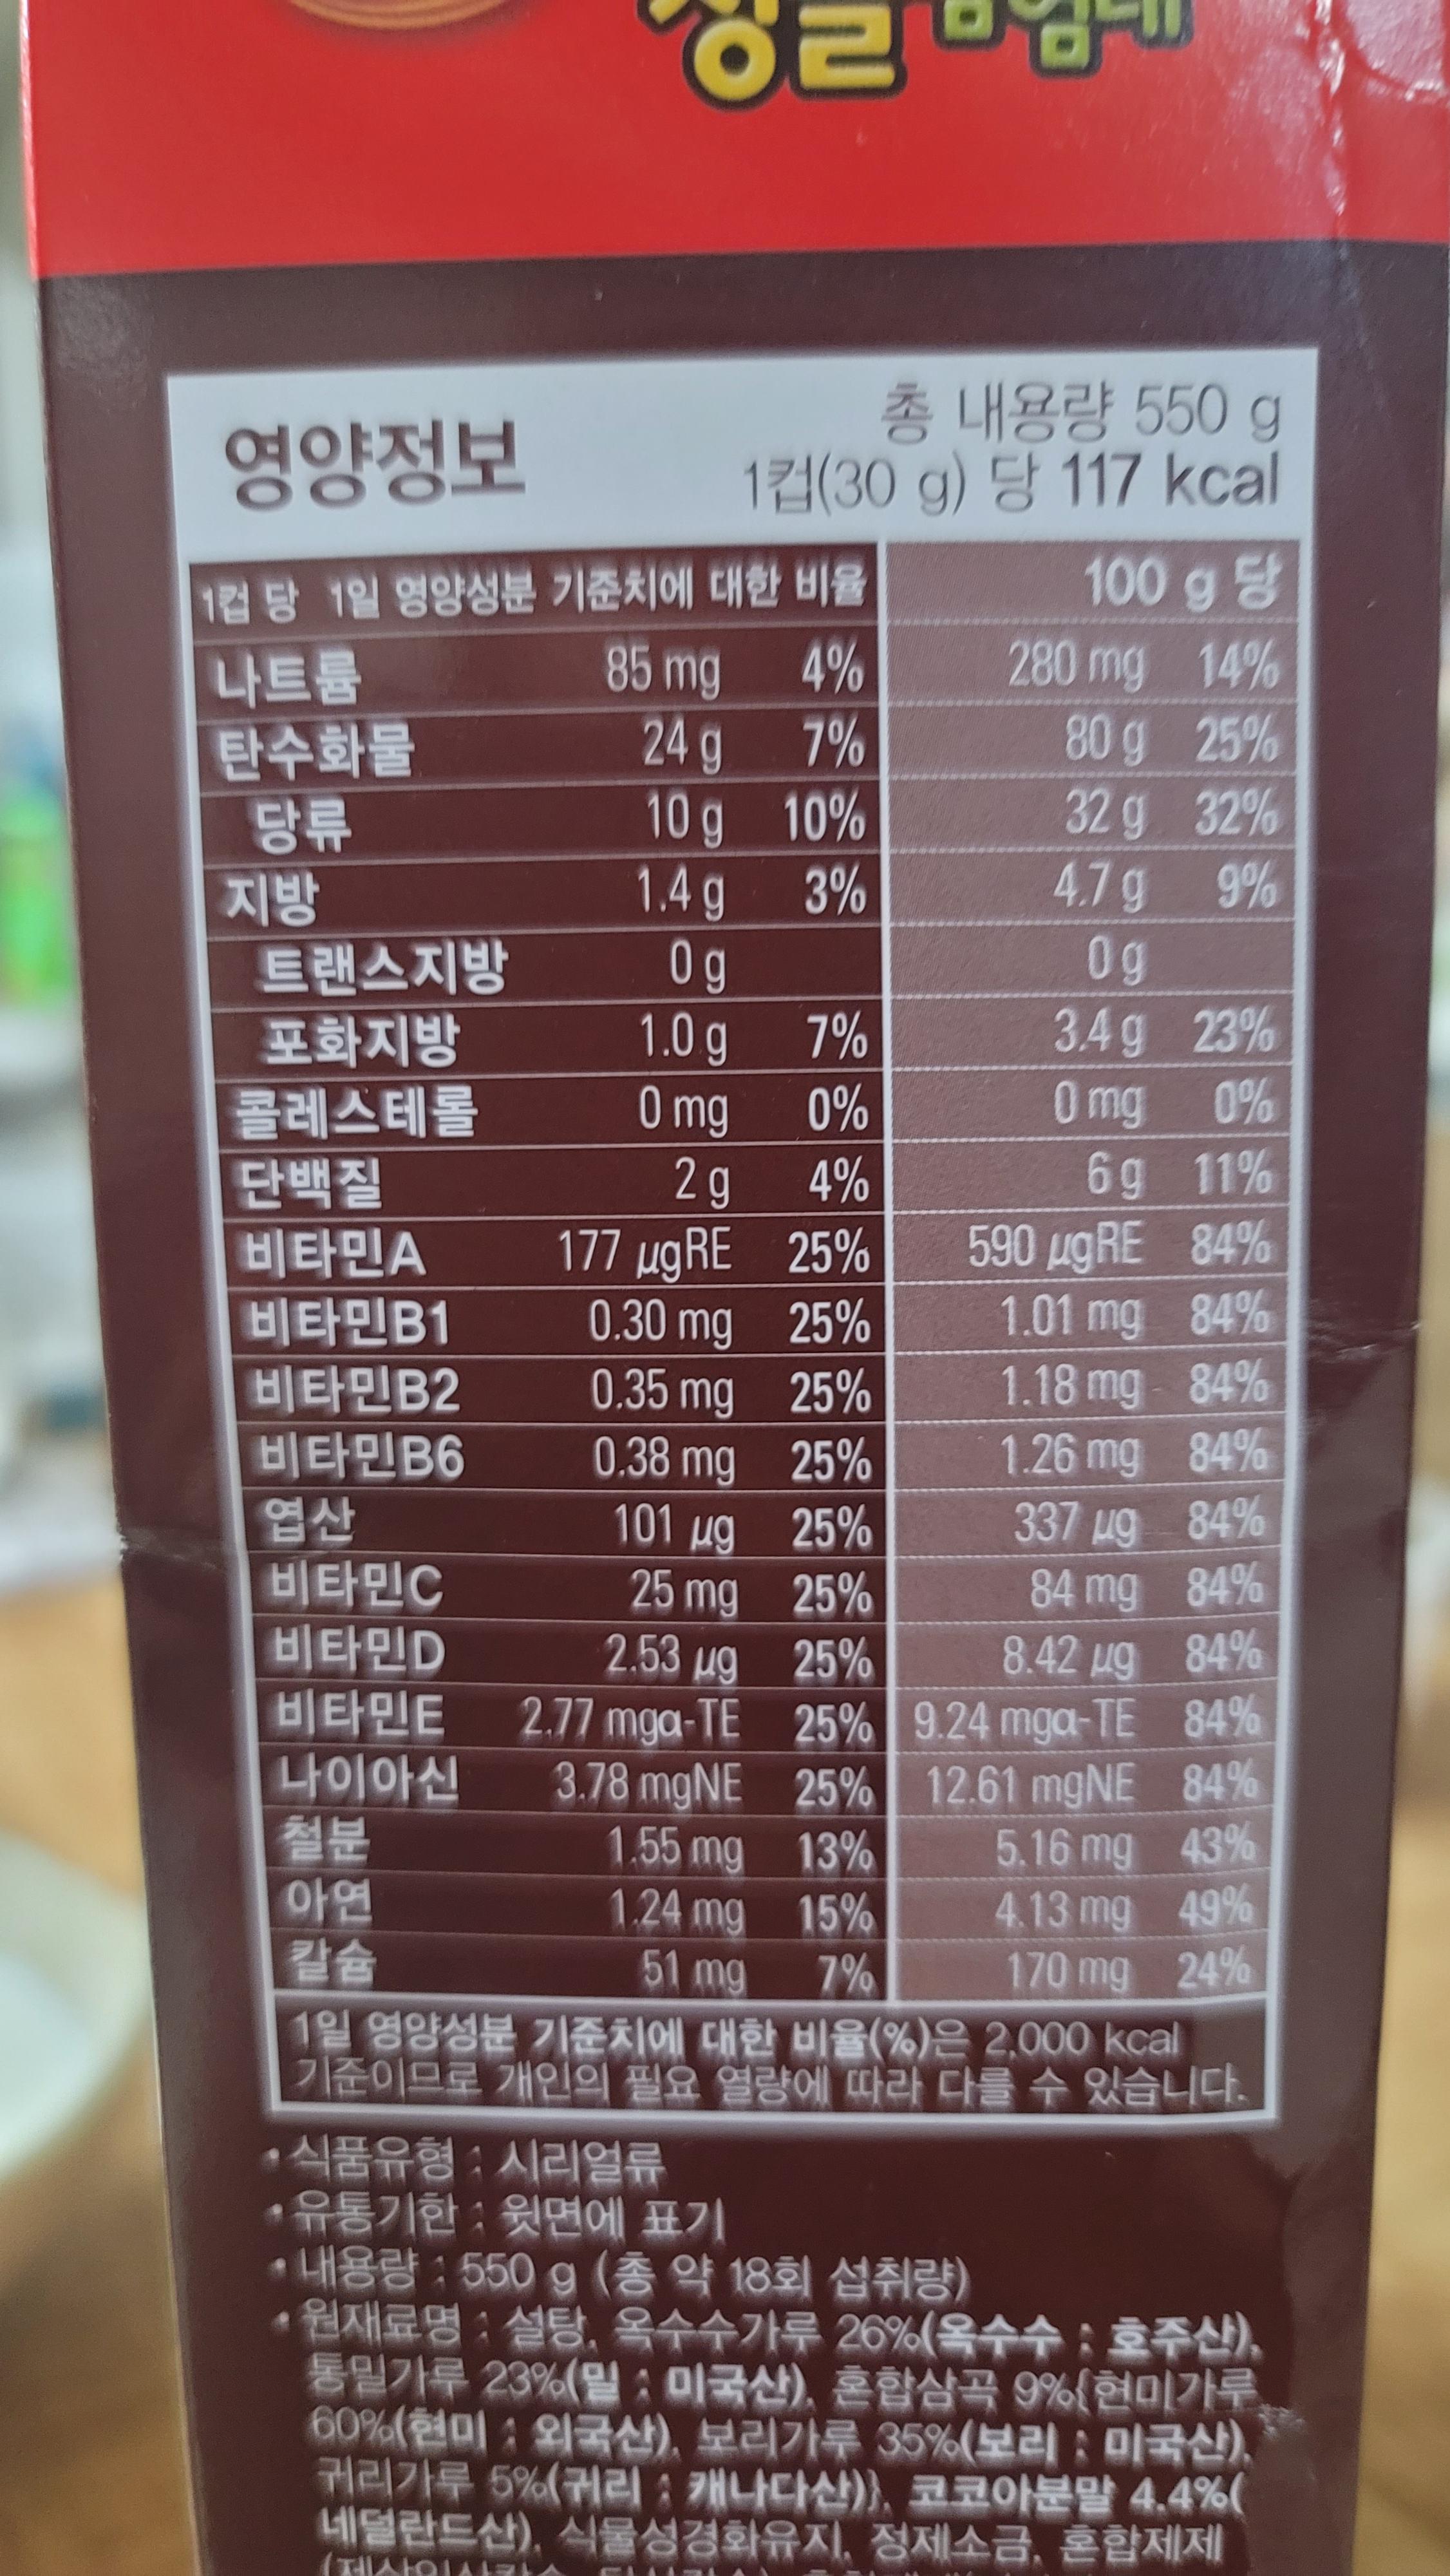 영양정보
총 내용량 550 g
1컵(30 g) 당 117 kcal
1컵 당 1일 영양성분 기준치에 대한 비율 100 g 당
나트륨 85 mg 4% 280 mg 14%
탄수화물 24 g 7% 80 g 25%
당류 10 g 10% 32 g 32%
지방 1.4 g 3% 4.7 g 9%
트랜스지방 0 g 0 g
포화지방 1.0 g 7% 3.4 g 23%
콜레스테롤 0 mg 0% 0 mg 0%
단백질 2 g 4% 6 g 11%
비타민A 177 µgRE 25% 590 µgRE 84%
비타민B1 0.30 mg 25% 1.01 mg 84%
비타민B2 0.35 mg 25% 1.18 mg 84%
비타민B6 0.38 mg 25% 1.26 mg 84%
엽산 101 µg 25% 337 µg 84%
비타민C 25 mg 25% 84 mg 84%
비타민D 2.53 µg 25% 8.42 µg 84%
비타민E 2.77 mgα-TE 25% 9.24 mgα-TE 84%
나이아신 3.78 mgNE 25% 12.61 mgNE 84%
철분 1.55 mg 13% 5.16 mg 43%
아연 1.24 mg 15% 4.13 mg 49%
칼슘 51 mg 7% 170 mg 24%
1일 영양성분 기준치에 대한 비율(%)은 2,000 kcal
기준이므로 개인의 필요 열량에 따라 다를 수 있습니다.
• 식품유형 : 시리얼류
• 유통기한 : 윗면에 표기
• 내용량 : 550 g (총 약 18회 섭취량)
• 원재료명 : 설탕, 옥수수가루 26%(옥수수 : 호주산),
통밀가루 23%(밀 : 미국산), 혼합삼곡 9%{현미가루
60%(현미 : 외국산), 보리가루 35%(보리 : 미국산),
귀리가루 5%(귀리 : 캐나다산)}, 코코아분말 4.4%(
네덜란드산), 식물성경화유지, 정제소금, 혼합제제